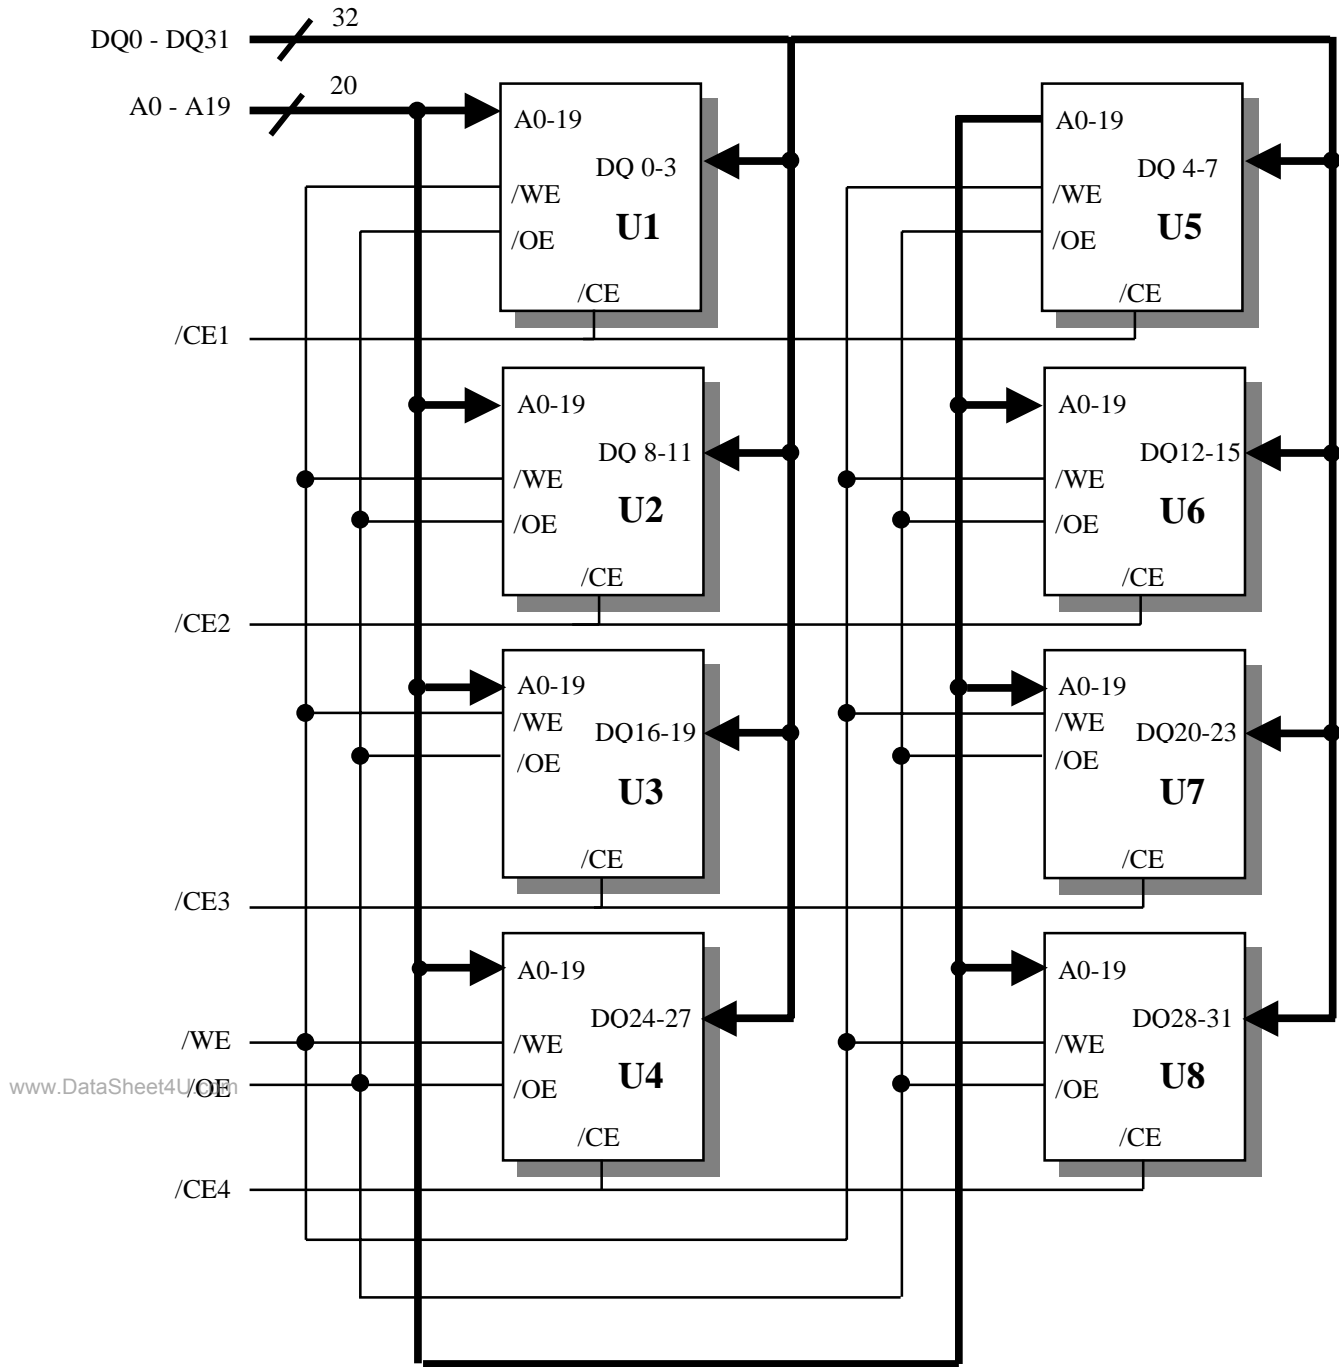 DQ0 - DQ31
32
A0 - A19
20
A0-19
DQ 0-3
/WE
U1
/OE
/CE
A0-19
DQ 4-7
/WE
U5
/OE
/CE
/CE1
A0-19
DQ 8-11
/WE
U2
/OE
/CE
A0-19
DQ12-15
/WE
U6
/OE
/CE
/CE2
A0-19
/WE
DQ16-19
/OE
U3
/CE
A0-19
/WE
DQ20-23
/OE
U7
/CE
/CE3
A0-19
DQ24-27
/WE
U4
/OE
/CE
A0-19
DQ28-31
/WE
U8
/OE
/CE
/WE
/OE
www.DataSheet4U.com
/CE4